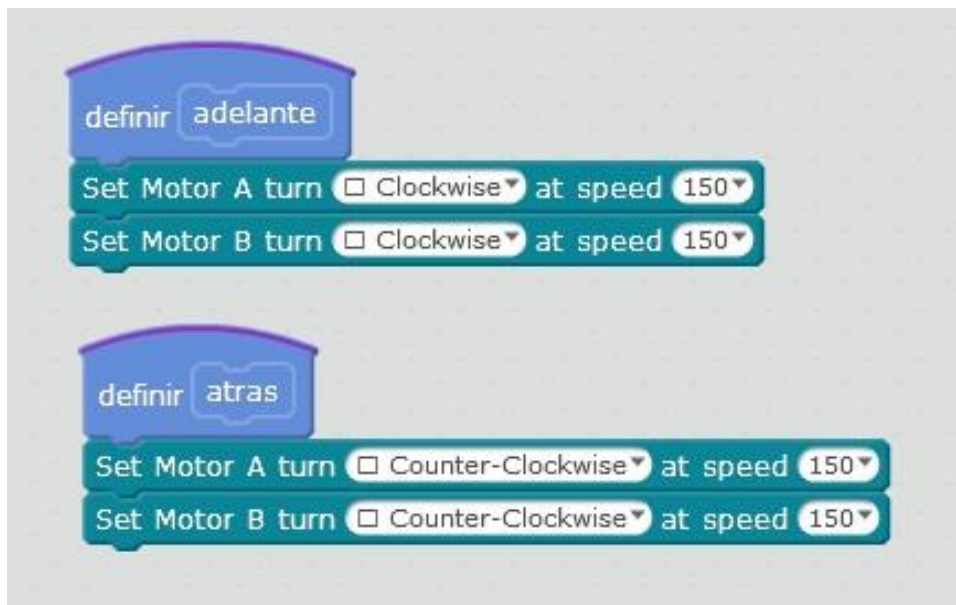 definir adelante
Set Motor A turn Clockwise at speed 150
Set Motor B turn Clockwise at speed 150
definir atras
Set Motor A turn Counter-Clockwise at speed 150
Set Motor B turn Counter-Clockwise at speed 150